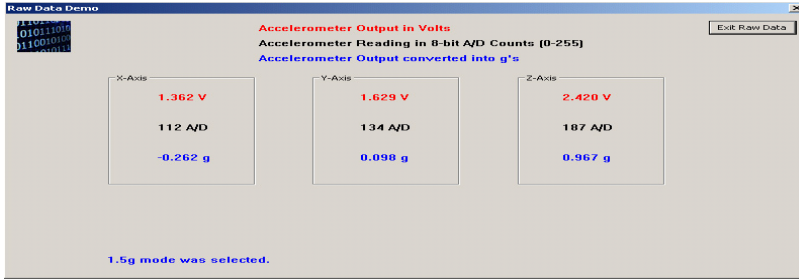 Raw Data Demo
Accelerometer Output in Volts
Exit Raw Data
Accelerometer Reading in 8-bit A/D Counts (0-255)
Accelerometer Output converted into g's
X-Axis
1.362 V
112 A/D
-0.262 g
Y-Axis
1.629 V
134 A/D
0.098 g
Z-Axis
2.420 V
187 A/D
0.967 g
1.5g mode was selected.